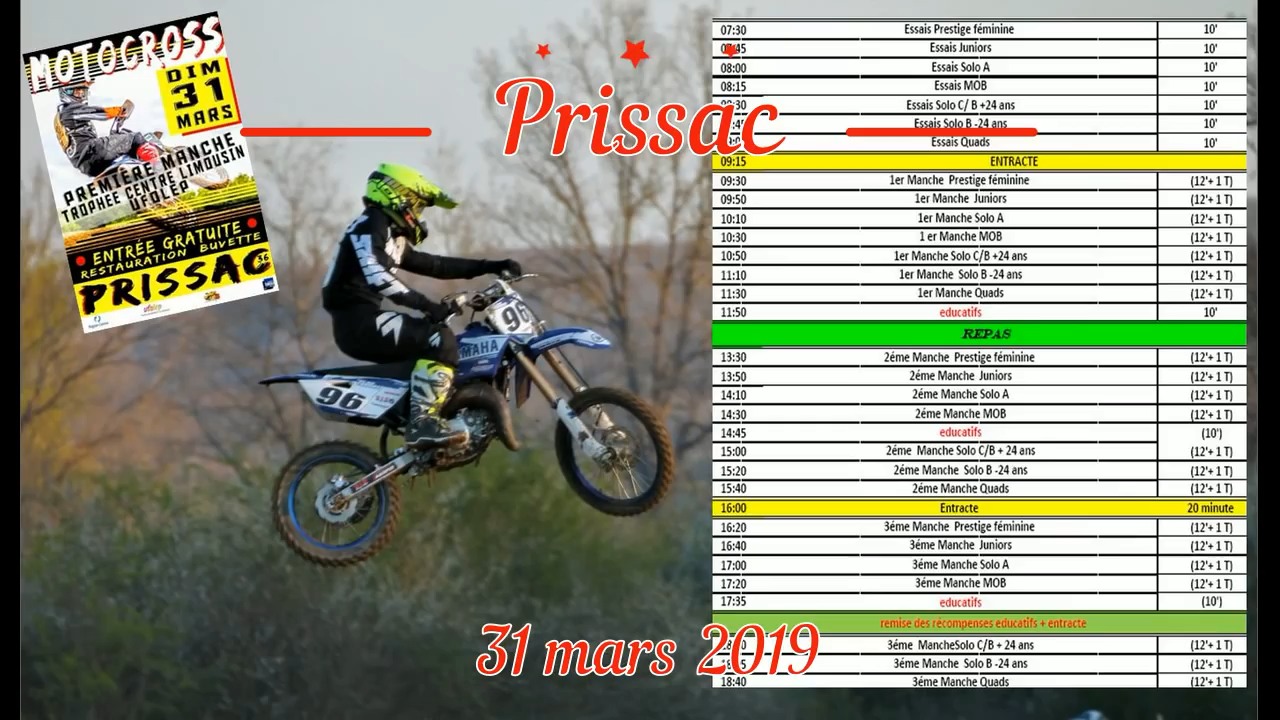 MOTOCROSS
DIM
31
MARS
PREMIÈRE MANCHE
TROPHEE CENTRE LIMOUSIN
UFOLEP
ENTRÉE GRATUITE
RESTAURATION BUVETTE
PRISSAC 36
Prissac
31 mars 2019
96
YAMAHA
96
07:30 Essais Prestige féminine 10'
07:45 Essais Juniors 10'
08:00 Essais Solo A 10'
08:15 Essais MOB 10'
08:30 Essais Solo C/ B +24 ans 10'
Essais Solo B -24 ans 10'
Essais Quads 10'
09:15 ENTRACTE
09:30 1er Manche Prestige féminine (12'+ 1 T)
09:50 1er Manche Juniors (12'+ 1 T)
10:10 1er Manche Solo A (12'+ 1 T)
10:30 1 er Manche MOB (12'+ 1 T)
10:50 1er Manche Solo C/B +24 ans (12'+ 1 T)
11:10 1er Manche Solo B -24 ans (12'+ 1 T)
11:30 1er Manche Quads (12'+ 1 T)
11:50 educatifs 10'
REPAS
13:30 2éme Manche Prestige féminine (12'+ 1 T)
13:50 2éme Manche Juniors (12'+ 1 T)
14:10 2éme Manche Solo A (12'+ 1 T)
14:30 2éme Manche MOB (12'+ 1 T)
14:45 educatifs (10')
15:00 2éme Manche Solo C/B + 24 ans (12'+ 1 T)
15:20 2éme Manche Solo B -24 ans (12'+ 1 T)
15:40 2éme Manche Quads (12'+ 1 T)
16:00 Entracte 20 minute
16:20 3éme Manche Prestige féminine (12'+ 1 T)
16:40 3éme Manche Juniors (12'+ 1 T)
17:00 3éme Manche Solo A (12'+ 1 T)
17:20 3éme Manche MOB (12'+ 1 T)
17:35 educatifs (10')
remise des récompenses educatifs + entracte
3éme MancheSolo C/B + 24 ans (12'+ 1 T)
3éme Manche Solo B -24 ans (12'+ 1 T)
18:40 3éme Manche Quads (12'+ 1 T)